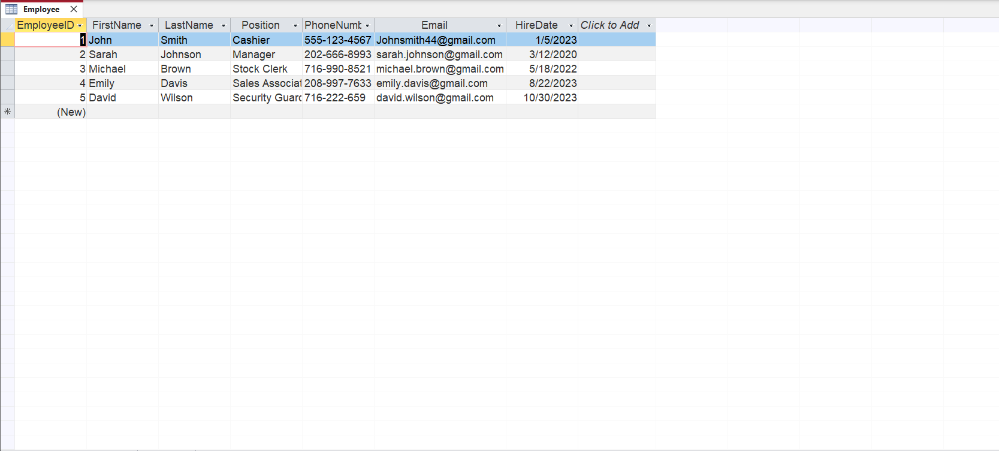 Employee
EmployeeID FirstName LastName Position PhoneNumb Email HireDate Click to Add
1 John Smith Cashier 555-123-4567 Johnsmith44@gmail.com 1/5/2023
2 Sarah Johnson Manager 202-666-8993 sarah.johnson@gmail.com 3/12/2020
3 Michael Brown Stock Clerk 716-990-8521 michael.brown@gmail.com 5/18/2022
4 Emily Davis Sales Associat 208-997-7633 emily.davis@gmail.com 8/22/2023
5 David Wilson Security Guard 716-222-659 david.wilson@gmail.com 10/30/2023
(New)